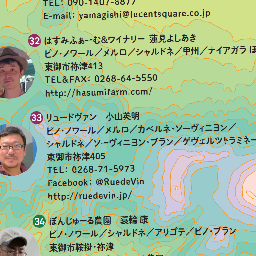 TEL: 090-1407-8877
E-mail: yamagishi@lucentsquare.co.jp
32 はすみふぁーむ&ワイナリー 蓮見よしあき
ピノ・ノワール/メルロ/シャルドネ/甲州/ナイアガラ ほ
東御市祢津413
TEL&FAX: 0268-64-5550
http://hasumifarm.com/
33 リュードヴァン 小山英明
ピノ・ノワール/メルロ/カベルネ・ソーヴィニヨン/
シャルドネ/ソーヴィニヨン・ブラン/ゲヴュルツトラミネー
東御市祢津405
TEL: 0268-71-5973
Facebook: @RuedeVin
http://ruedevin.jp/
34 ぼんじゅーる農園 蓑輪 康
ピノ・ノワール/シャルドネ/アリゴテ/ピノ・ブラン
東御市鞍掛・祢津